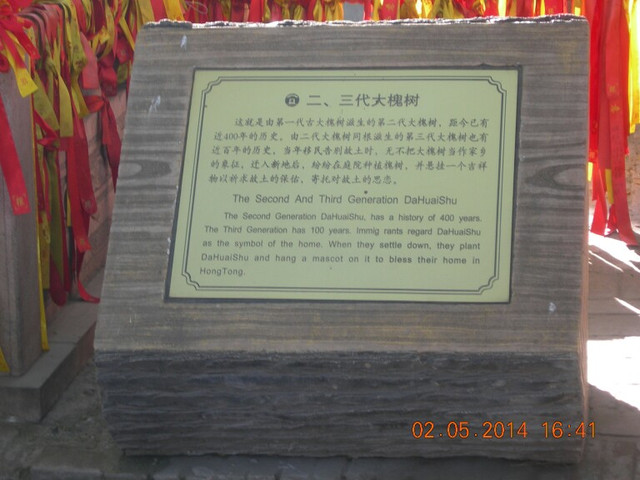 二、三代大槐树
这就是由第一代古大槐树滋生的第二代大槐树，距今已有
近400年的历史，由二代大槐树同根滋生的第三代大槐树也有
近百年的历史，当年移民告别故土时，无不把大槐树当作家乡
的象征，迁入新地后，纷纷在庭院种植槐树，并悬挂一个吉祥
物以祈求故土的保佑、寄托对故土的思恋。
The Second And Third Generation DaHuaiShu
The Second Generation DaHuaiShu, has a history of 400 years.
The Third Generation has 100 years. Immig rants regard DaHuaiShu
as the symbol of the home. When they settle down, they plant
DaHuaiShu and hang a mascot on it to bless their home in
HongTong.
02.05.2014 16:41